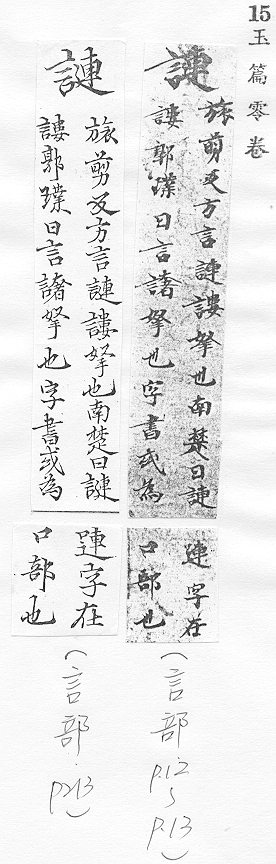 15 玉篇零卷
謰
旅剪反方言謰謱拏也南楚曰謰
謱郭璞曰言譇拏也字書或為
嗹字在
口部也
(言部 p.12〜p.13)
謰
旅剪反方言謰謱拏也南楚曰謰
謱郭璞曰言譇拏也字書或為
嗹字在
口部也
(言部・p213)